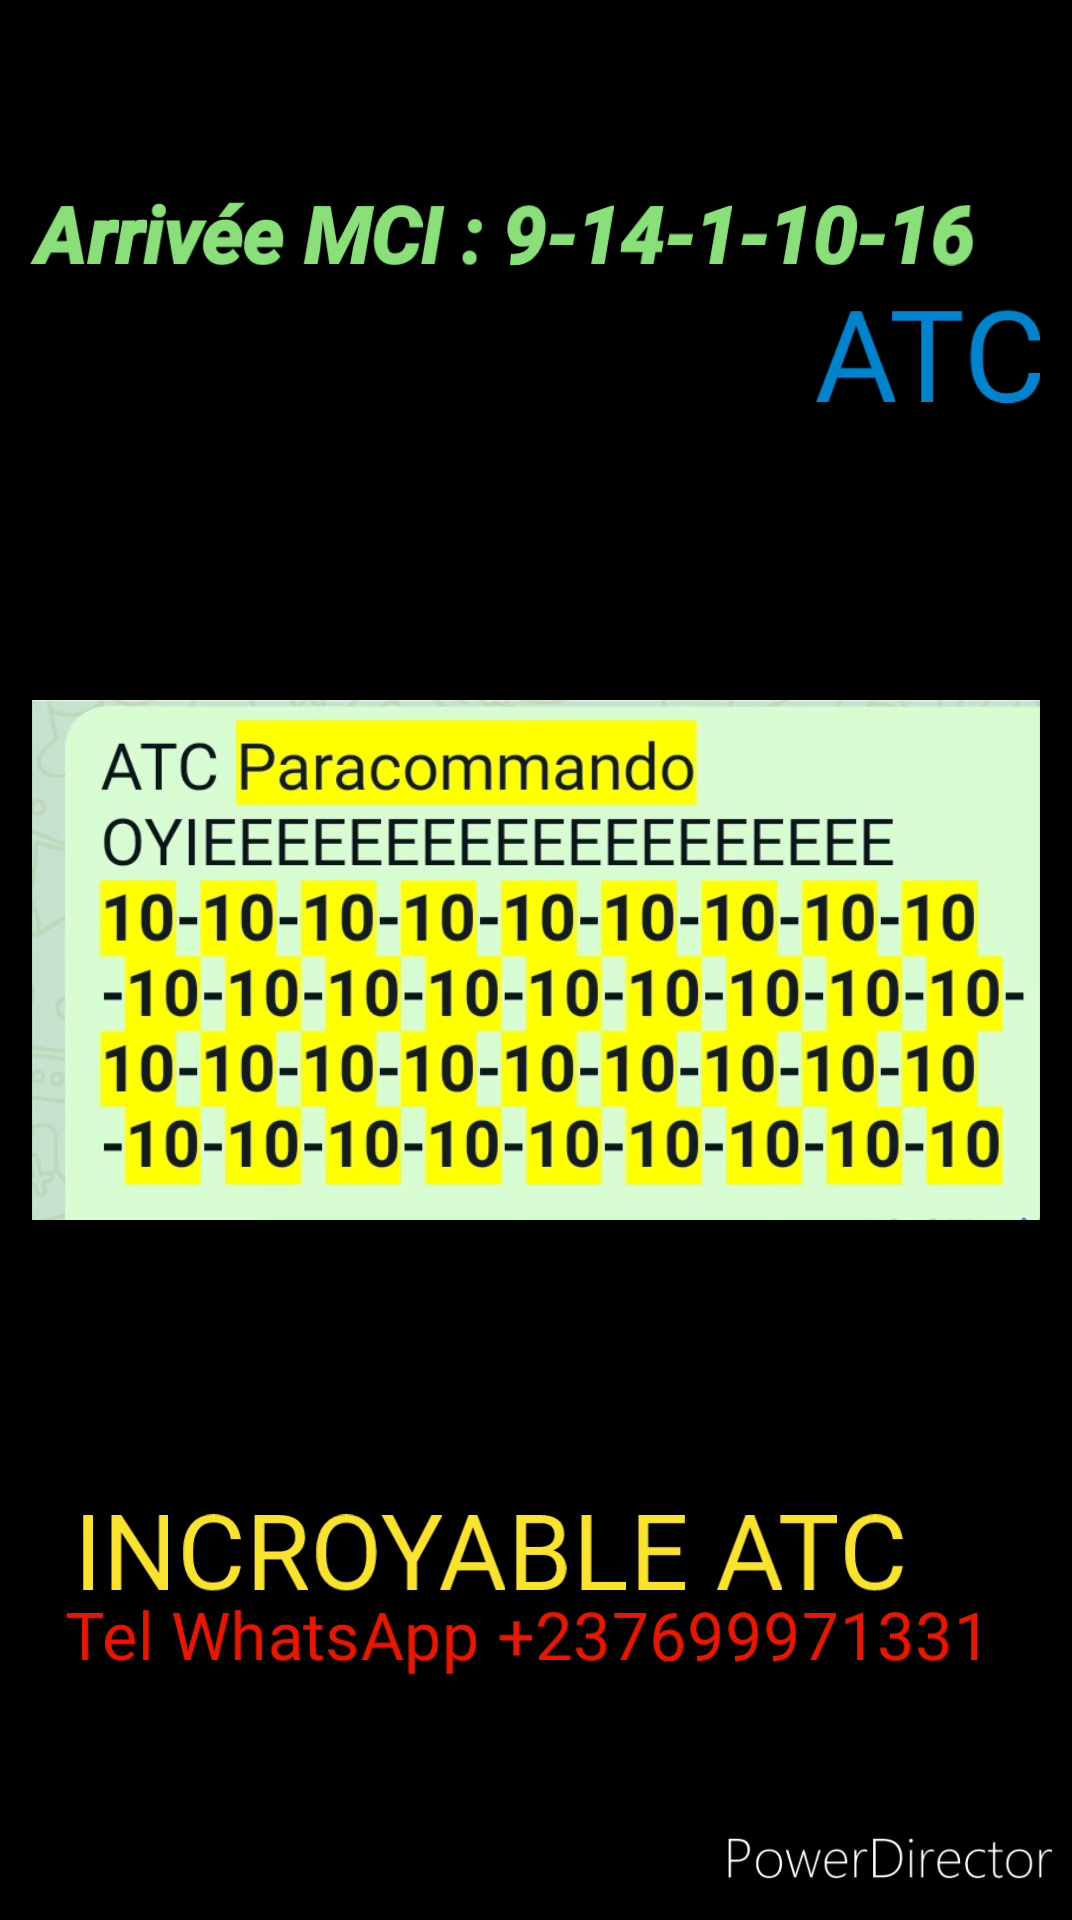 Arrivée MCI : 9-14-1-10-16
ATC
ATC Paracommando
OYIEEEEEEEEEEEEEEEEEEE
10-10-10-10-10-10-10-10-10
-10-10-10-10-10-10-10-10-10-
10-10-10-10-10-10-10-10-10
-10-10-10-10-10-10-10-10-10
INCROYABLE ATC
Tel WhatsApp +237699971331
PowerDirector